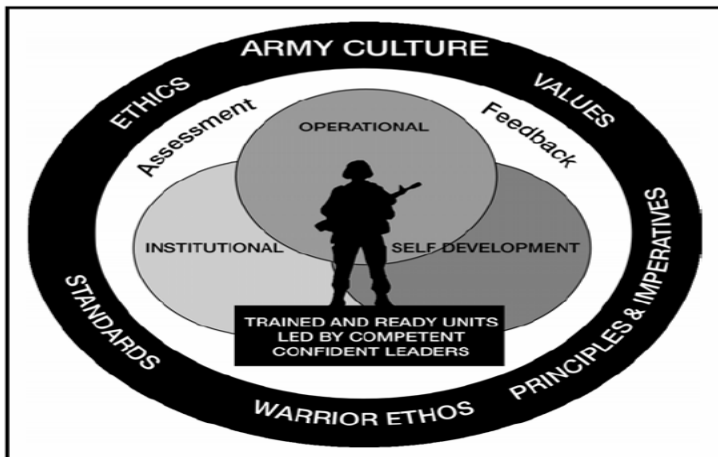 ARMY CULTURE
ETHICS
VALUES
Assessment
Feedback
OPERATIONAL
INSTITUTIONAL
SELF DEVELOPMENT
STANDARDS
PRINCIPLES & IMPERATIVES
TRAINED AND READY UNITS
LED BY COMPETENT
CONFIDENT LEADERS
WARRIOR ETHOS